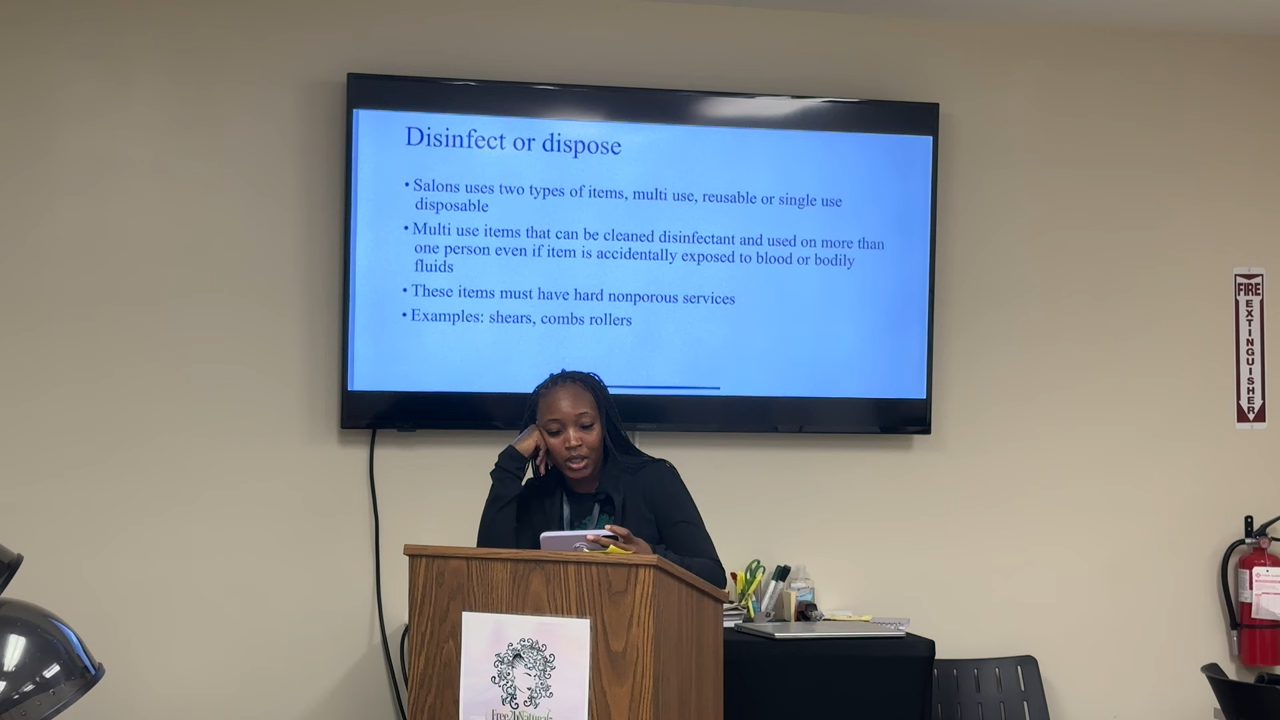 Disinfect or dispose
• Salons uses two types of items, multi use, reusable or single use
disposable
• Multi use items that can be cleaned disinfectant and used on more than
one person even if item is accidentally exposed to blood or bodily
fluids
• These items must have hard nonporous services
• Examples: shears, combs rollers
FIRE
EXTINGUISHER
Free2bNatural